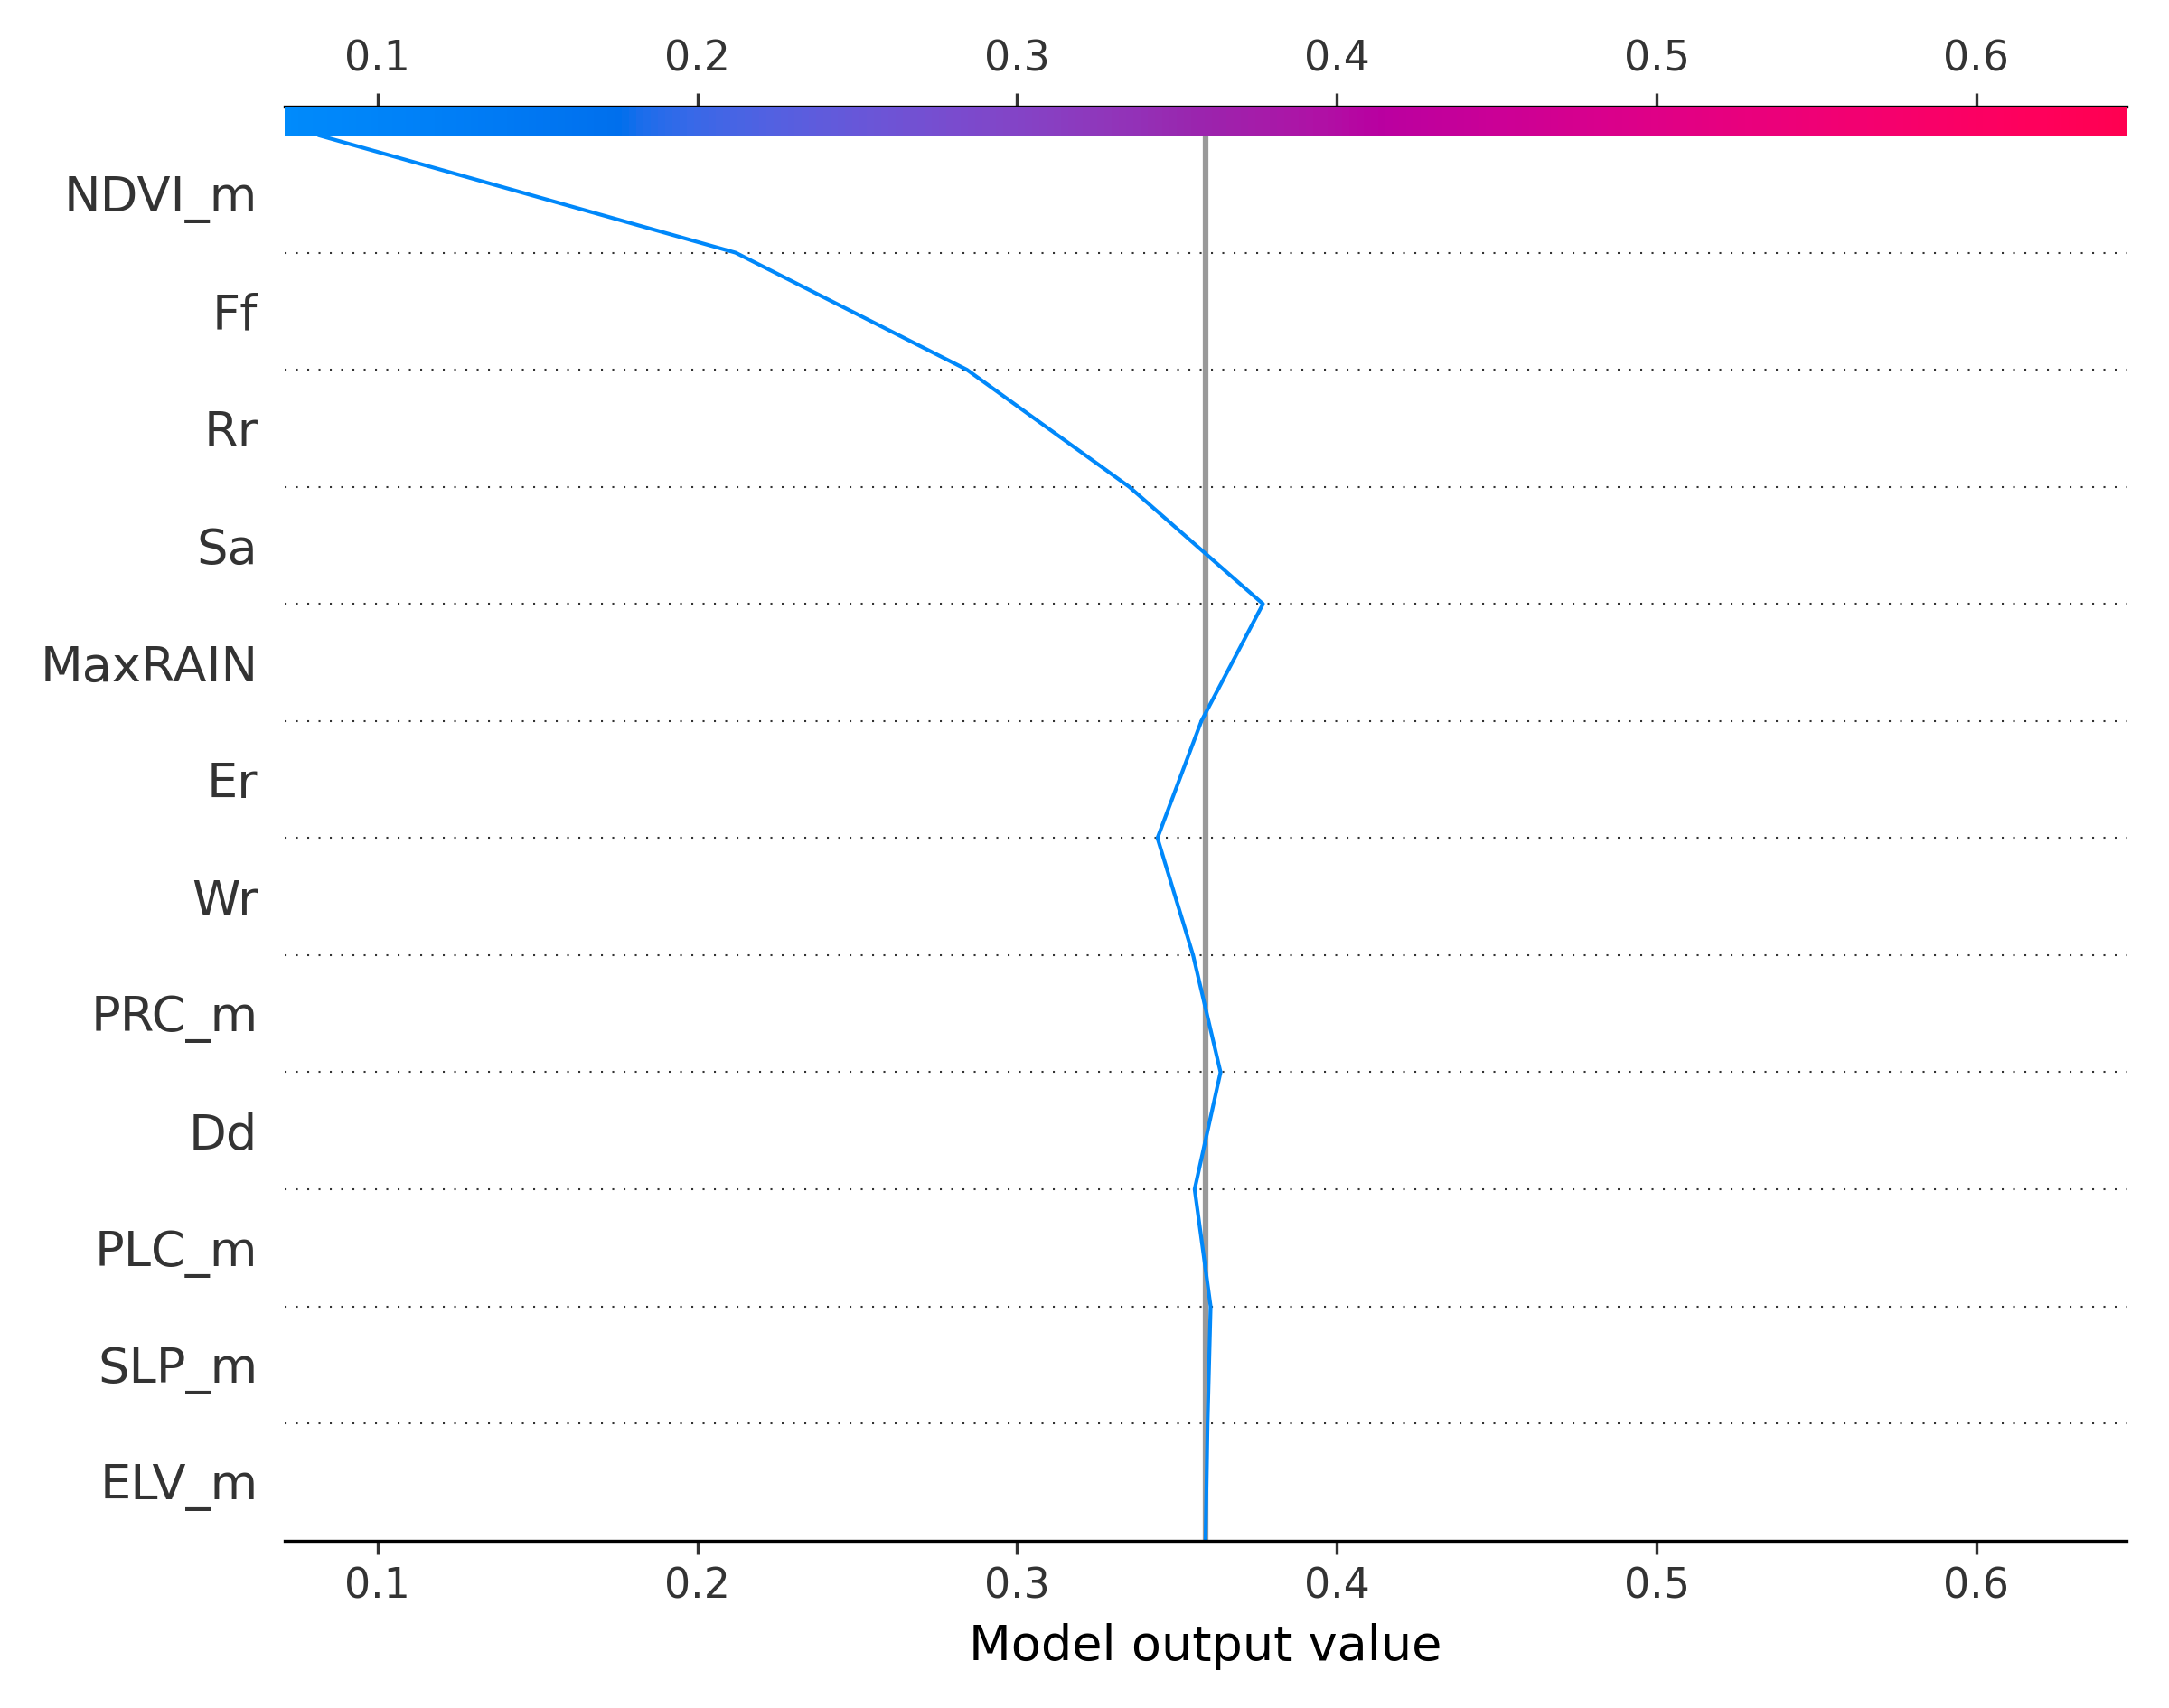 0.1 0.2 0.3 0.4 0.5 0.6
NDVI_m
Ff
Rr
Sa
MaxRAIN
Er
Wr
PRC_m
Dd
PLC_m
SLP_m
ELV_m
0.1 0.2 0.3 0.4 0.5 0.6
Model output value